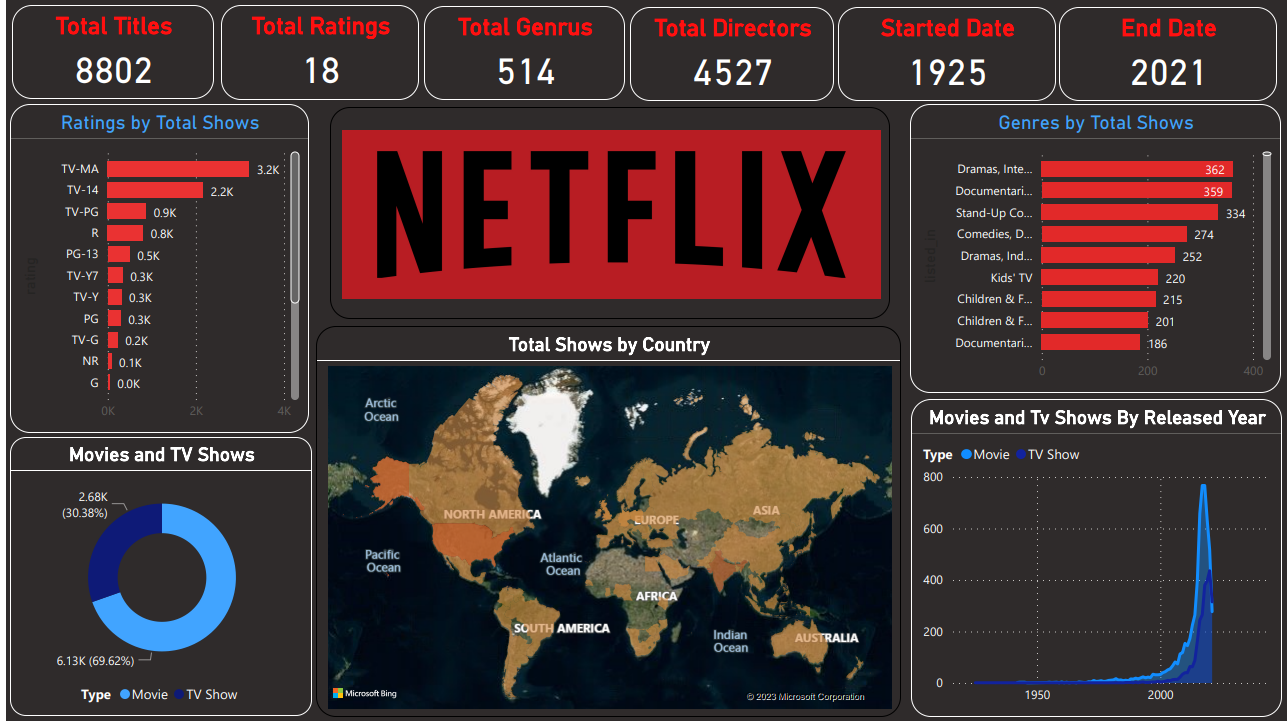 Total Titles
8802
Total Ratings
18
Total Genrus
514
Total Directors
4527
Started Date
1925
End Date
2021
Ratings by Total Shows
rating
TV-MA 3.2K
TV-14 2.2K
TV-PG 0.9K
R 0.8K
PG-13 0.5K
TV-Y7 0.3K
TV-Y 0.3K
PG 0.3K
TV-G 0.2K
NR 0.1K
G 0.0K
0K 2K 4K
NETFLIX
Genres by Total Shows
listed_in
Dramas, Inte... 362
Documentari... 359
Stand-Up Co... 334
Comedies, D... 274
Dramas, Ind... 252
Kids' TV 220
Children & F... 215
Children & F... 201
Documentari... 186
0 200 400
Movies and TV Shows
2.68K
(30.38%)
6.13K (69.62%)
Type Movie TV Show
Total Shows by Country
Arctic
Ocean
NORTH AMERICA
EUROPE
ASIA
Pacific
Ocean
Atlantic
Ocean
AFRICA
SOUTH AMERICA
Indian
Ocean
AUSTRALIA
Microsoft Bing
© 2023 Microsoft Corporation
Movies and Tv Shows By Released Year
Type Movie TV Show
800
600
400
200
0
1950 2000